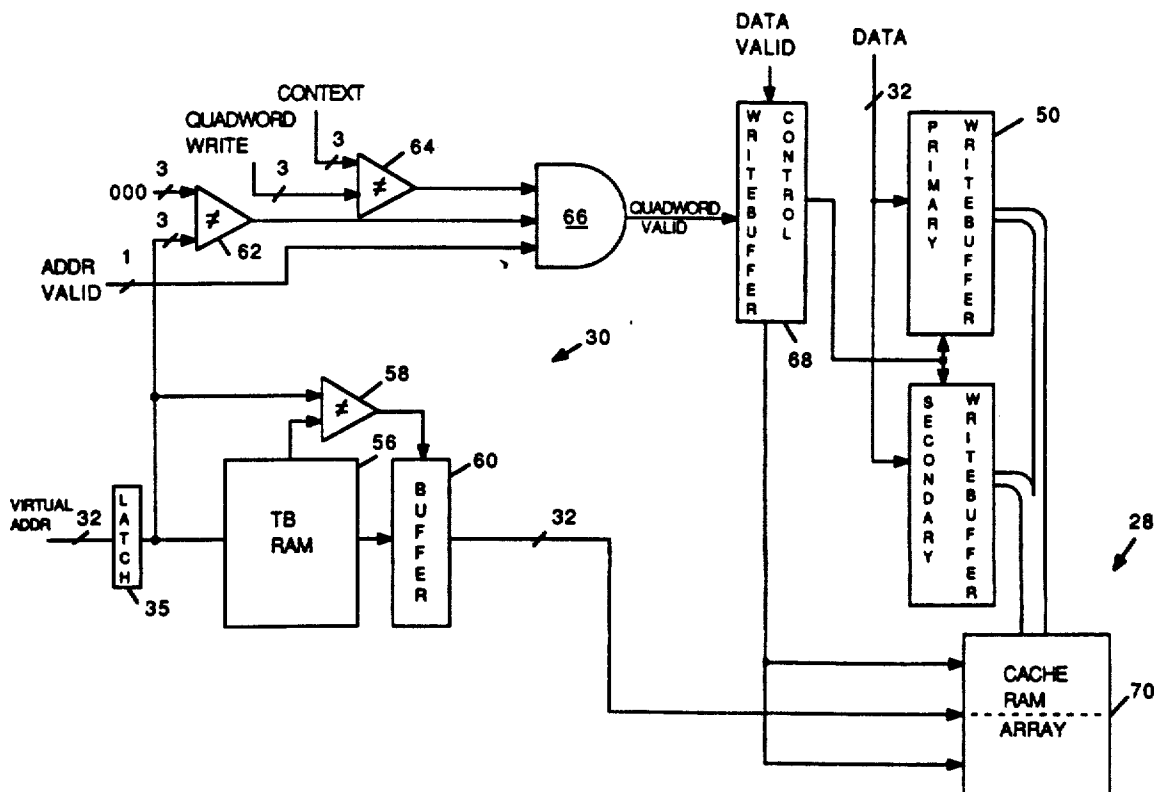 DATA
VALID
DATA
32
CONTEXT
QUADWORD
WRITE
3
64
3
3
000
≠
≠
3
62
66
QUADWORD
VALID
WRITEBUFFER
CONTROL
68
PRIMARY
WRITEBUFFER
50
1
ADDR
VALID
30
58
≠
56
60
SECONDARY
WRITEBUFFER
VIRTUAL
ADDR
32
LATCH
35
TB
RAM
BUFFER
32
28
CACHE
RAM
ARRAY
70